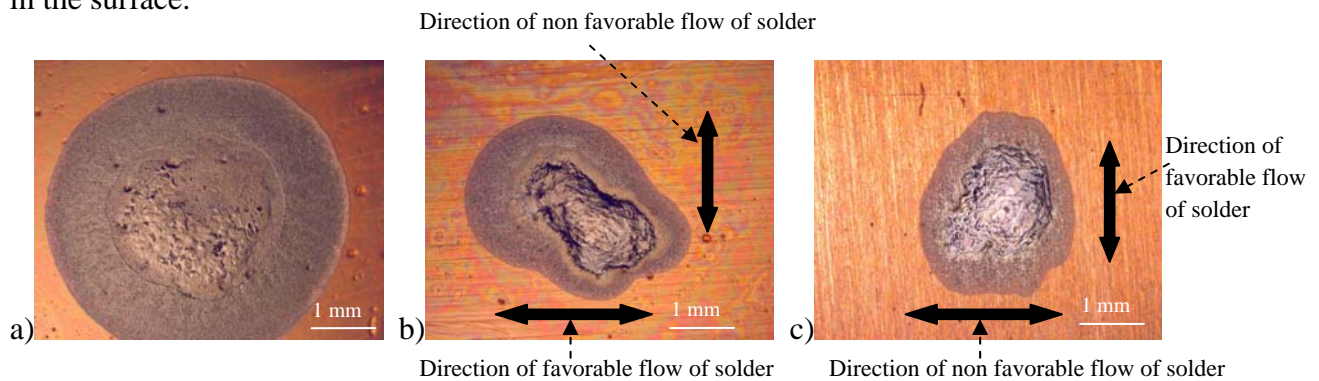 in the surface.
Direction of non favorable flow of solder
Direction of
favorable flow
of solder
1 mm
1 mm
1 mm
a)
b)
c)
Direction of favorable flow of solder
Direction of non favorable flow of solder